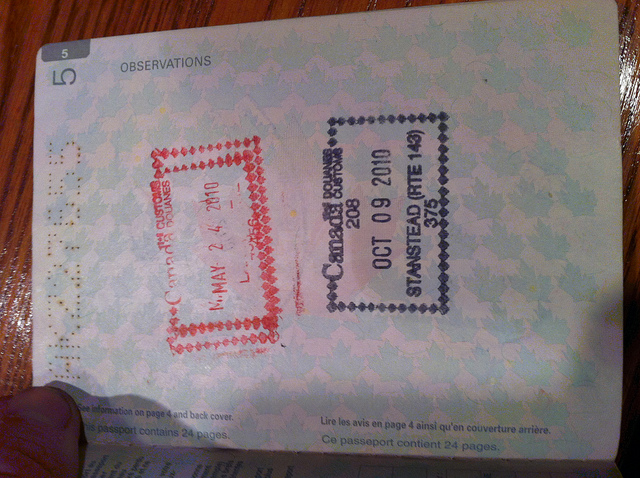 5
5
OBSERVATIONS
CUSTOMS
Canada DOUANES
MAY 2 4 2010
DOUANES
Canada CUSTOMS
208
OCT 09 2010
STANSTEAD (RTE 143)
375
See information on page 4 and back cover.
passport contains 24 pages.
Lire les avis en page 4 ainsi qu'en couverture arrière.
Ce passeport contient 24 pages.